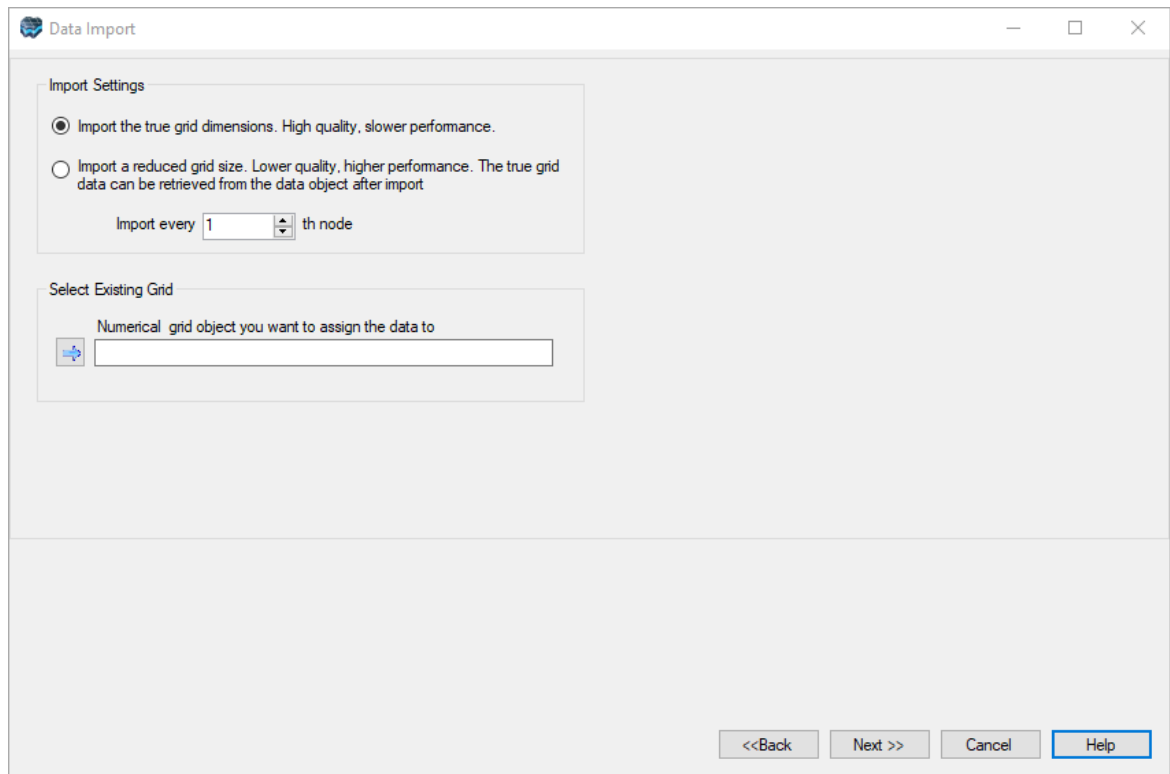 Data Import
Import Settings
Import the true grid dimensions. High quality, slower performance.
Import a reduced grid size. Lower quality, higher performance. The true grid
data can be retrieved from the data object after import
Import every 1 th node
Select Existing Grid
Numerical  grid object you want to assign the data to
<<Back Next >> Cancel Help